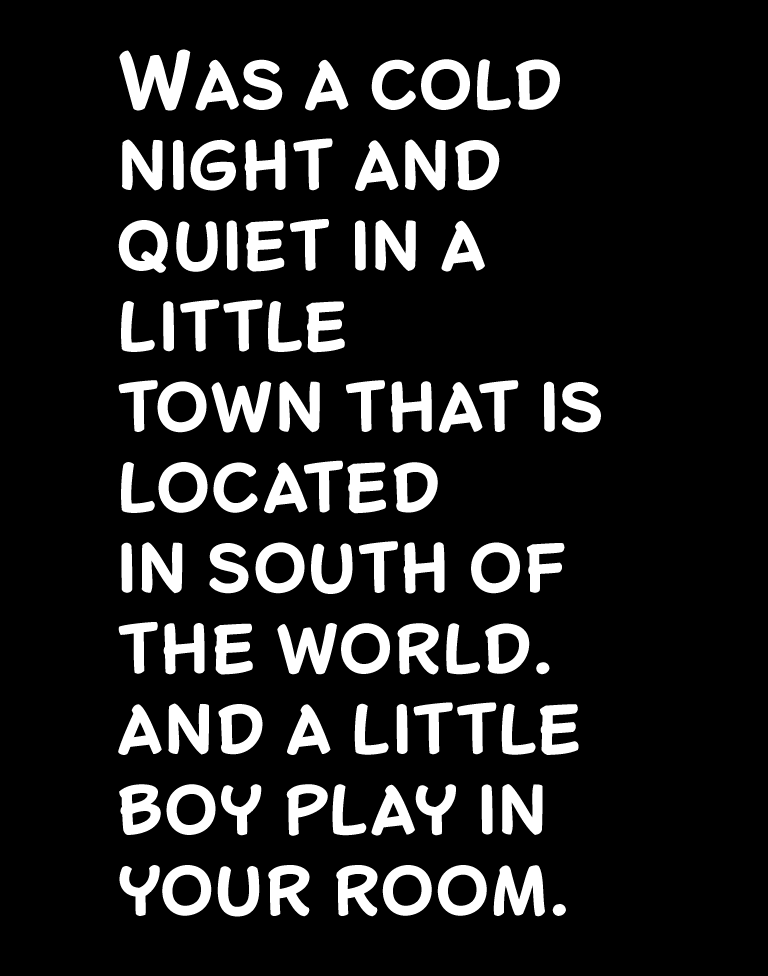 WAS A COLD
NIGHT AND
QUIET IN A
LITTLE
TOWN THAT IS
LOCATED
IN SOUTH OF
THE WORLD.
AND A LITTLE
BOY PLAY IN
YOUR ROOM.